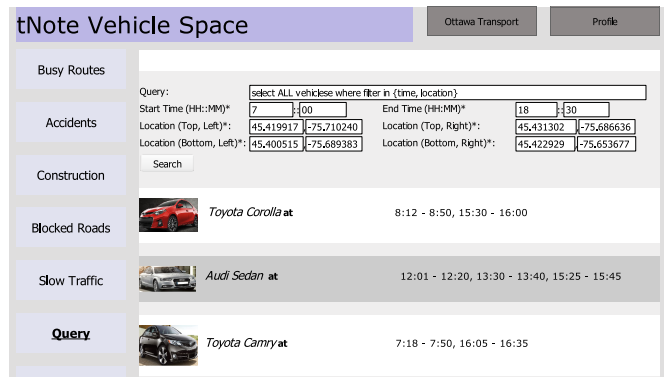 tNote Vehicle Space
Ottawa Transport
Profile
Busy Routes
Accidents
Construction
Blocked Roads
Slow Traffic
Query
Query: select ALL vehiclese where filter in {time, location}
Start Time (HH::MM)* 7 :: 00 End Time (HH:MM)* 18 :: 30
Location (Top, Left)*: 45.419917 , -75.710240 Location (Top, Right)*: 45.431302 , -75.686636
Location (Bottom, Left)*: 45.400515 , -75.689383 Location (Bottom, Right)*: 45.422929 , -75.653677
Search
Toyota Corolla at 8:12 - 8:50, 15:30 - 16:00
Audi Sedan at 12:01 - 12:20, 13:30 - 13:40, 15:25 - 15:45
Toyota Camry at 7:18 - 7:50, 16:05 - 16:35